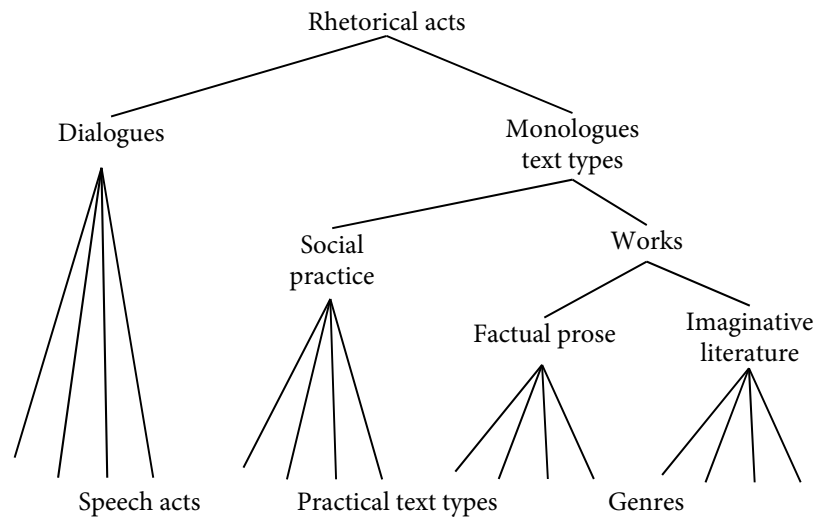 Rhetorical acts
Dialogues
Monologues
text types
Social
practice
Works
Factual prose
Imaginative
literature
Speech acts
Practical text types
Genres